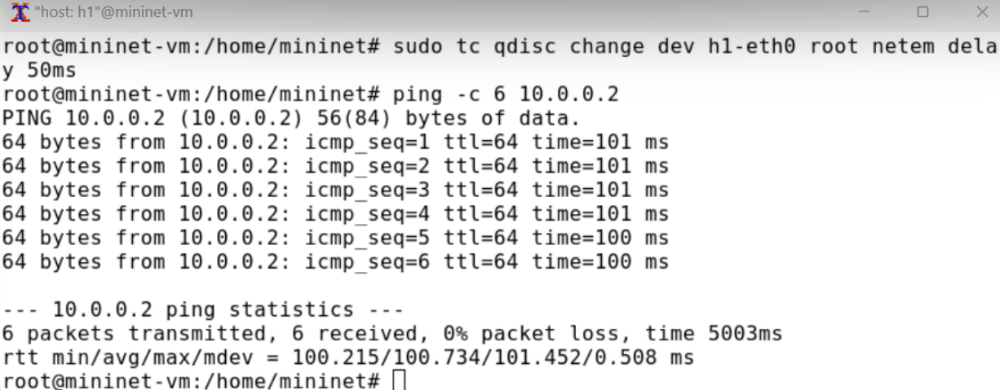 "host: h1"@mininet-vm
root@mininet-vm:/home/mininet# sudo tc qdisc change dev h1-eth0 root netem dela
y 50ms
root@mininet-vm:/home/mininet# ping -c 6 10.0.0.2
PING 10.0.0.2 (10.0.0.2) 56(84) bytes of data.
64 bytes from 10.0.0.2: icmp_seq=1 ttl=64 time=101 ms
64 bytes from 10.0.0.2: icmp_seq=2 ttl=64 time=101 ms
64 bytes from 10.0.0.2: icmp_seq=3 ttl=64 time=101 ms
64 bytes from 10.0.0.2: icmp_seq=4 ttl=64 time=101 ms
64 bytes from 10.0.0.2: icmp_seq=5 ttl=64 time=100 ms
64 bytes from 10.0.0.2: icmp_seq=6 ttl=64 time=100 ms
--- 10.0.0.2 ping statistics ---
6 packets transmitted, 6 received, 0% packet loss, time 5003ms
rtt min/avg/max/mdev = 100.215/100.734/101.452/0.508 ms
root@mininet-vm:/home/mininet#